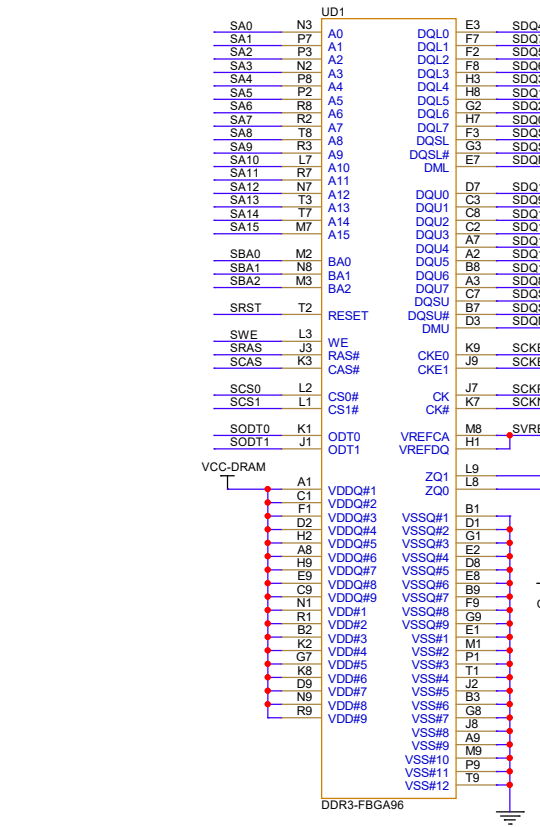 UD1
SA0 N3 A0 DQL0 E3
SA1 P7 A1 DQL1 F7
SA2 P3 A2 DQL2 F2
SA3 N2 A3 DQL3 F8
SA4 P8 A4 DQL4 H3
SA5 P2 A5 DQL5 H8
SA6 R8 A6 DQL6 G2
SA7 R2 A7 DQL7 H7
SA8 T8 A8 DQSL F3
SA9 R3 A9 DQSL# G3
SA10 L7 A10 DML E7
SA11 R7 A11
SA12 N7 A12 DQU0 D7
SA13 T3 A13 DQU1 C3
SA14 T7 A14 DQU2 C8
SA15 M7 A15 DQU3 C2
DQU4 A7
SBA0 M2 BA0 DQU5 A2
SBA1 N8 BA1 DQU6 B8
SBA2 M3 BA2 DQU7 A3
DQSU C7
SRST T2 RESET DQSU# B7
DMU D3
SWE L3 WE
SRAS J3 RAS# CKE0 K9
SCAS K3 CAS# CKE1 J9
SCS0 L2 CS0# CK J7
SCS1 L1 CS1# CK# K7
SODT0 K1 ODT0 VREFCA M8
SODT1 J1 ODT1 VREFDQ H1
VCC-DRAM
ZQ1 L9
A1 VDDQ#1 ZQ0 L8
C1 VDDQ#2
F1 VDDQ#3 VSSQ#1 B1
D2 VDDQ#4 VSSQ#2 D1
H2 VDDQ#5 VSSQ#3 G1
A8 VDDQ#6 VSSQ#4 E2
H9 VDDQ#7 VSSQ#5 D8
E9 VDDQ#8 VSSQ#6 E8
C9 VDDQ#9 VSSQ#7 B9
N1 VDD#1 VSSQ#8 F9
R1 VDD#2 VSSQ#9 G9
B2 VDD#3 VSS#1 E1
K2 VDD#4 VSS#2 M1
G7 VDD#5 VSS#3 P1
K8 VDD#6 VSS#4 T1
D9 VDD#7 VSS#5 J2
N9 VDD#8 VSS#6 B3
R9 VDD#9 VSS#7 G8
VSS#8 J8
VSS#9 A9
VSS#10 M9
VSS#11 P9
VSS#12 T9
DDR3-FBGA96